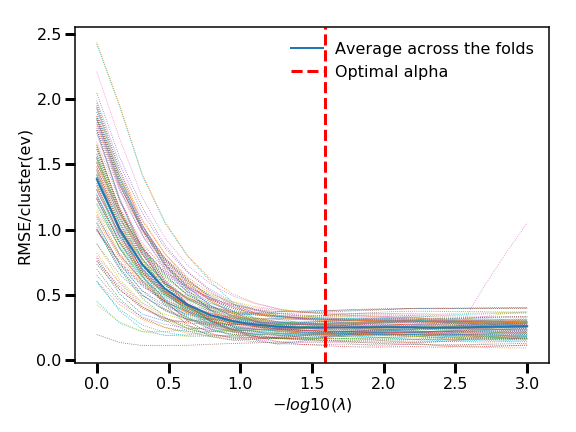 2.5
2.0
1.5
1.0
0.5
0.0
RMSE/cluster(ev)
Average across the folds
Optimal alpha
0.0 0.5 1.0 1.5 2.0 2.5 3.0
−log10(λ)